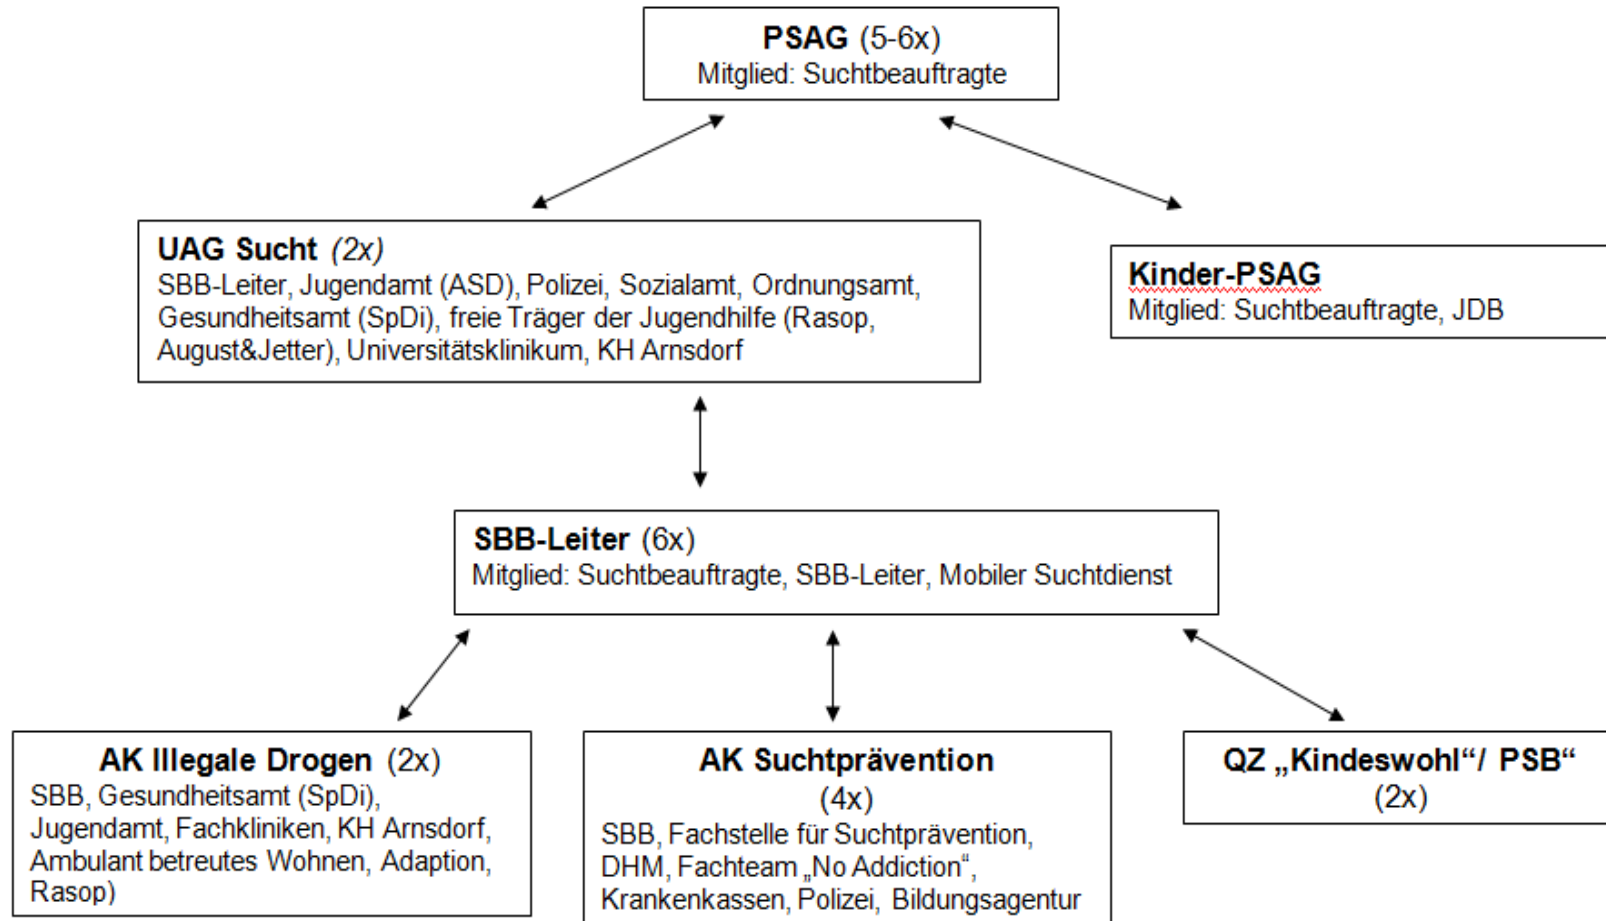 PSAG (5-6x)
Mitglied: Suchtbeauftragte
UAG Sucht (2x)
SBB-Leiter, Jugendamt (ASD), Polizei, Sozialamt, Ordnungsamt,
Gesundheitsamt (SpDi), freie Träger der Jugendhilfe (Rasop,
August&Jetter), Universitätsklinikum, KH Arnsdorf
Kinder-PSAG
Mitglied: Suchtbeauftragte, JDB
SBB-Leiter (6x)
Mitglied: Suchtbeauftragte, SBB-Leiter, Mobiler Suchtdienst
AK Illegale Drogen (2x)
SBB, Gesundheitsamt (SpDi),
Jugendamt, Fachkliniken, KH Arnsdorf,
Ambulant betreutes Wohnen, Adaption,
Rasop)
AK Suchtprävention
(4x)
SBB, Fachstelle für Suchtprävention,
DHM, Fachteam „No Addiction“,
Krankenkassen, Polizei, Bildungsagentur
QZ „Kindeswohl“/ PSB“
(2x)